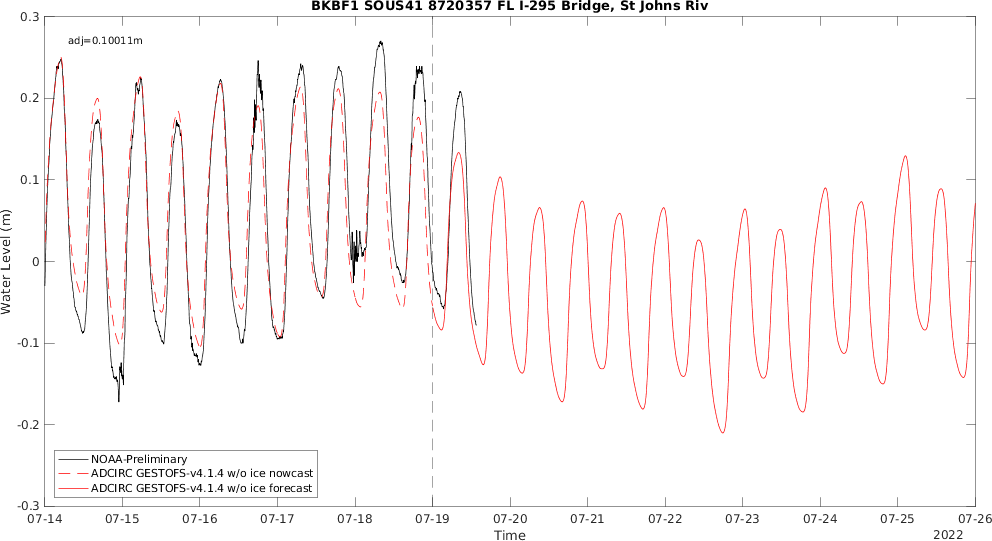 BKBF1 SOUS41 8720357 FL I-295 Bridge, St Johns Riv
adj=0.10011m
0.3
0.2
0.1
0
-0.1
-0.2
-0.3
Water Level (m)
NOAA-Preliminary
ADCIRC GESTOFS-v4.1.4 w/o ice nowcast
ADCIRC GESTOFS-v4.1.4 w/o ice forecast
07-14 07-15 07-16 07-17 07-18 07-19 07-20 07-21 07-22 07-23 07-24 07-25 07-26
Time
2022